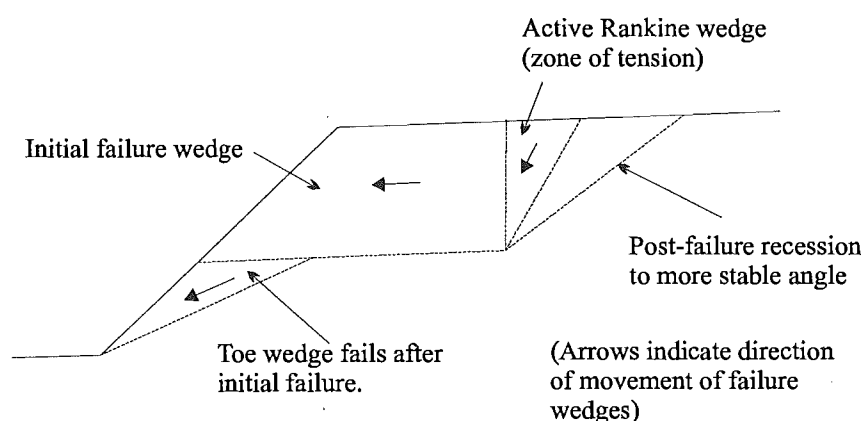 Active Rankine wedge
(zone of tension)
Initial failure wedge
Post-failure recession
to more stable angle
Toe wedge fails after
initial failure.
(Arrows indicate direction
of movement of failure
wedges)